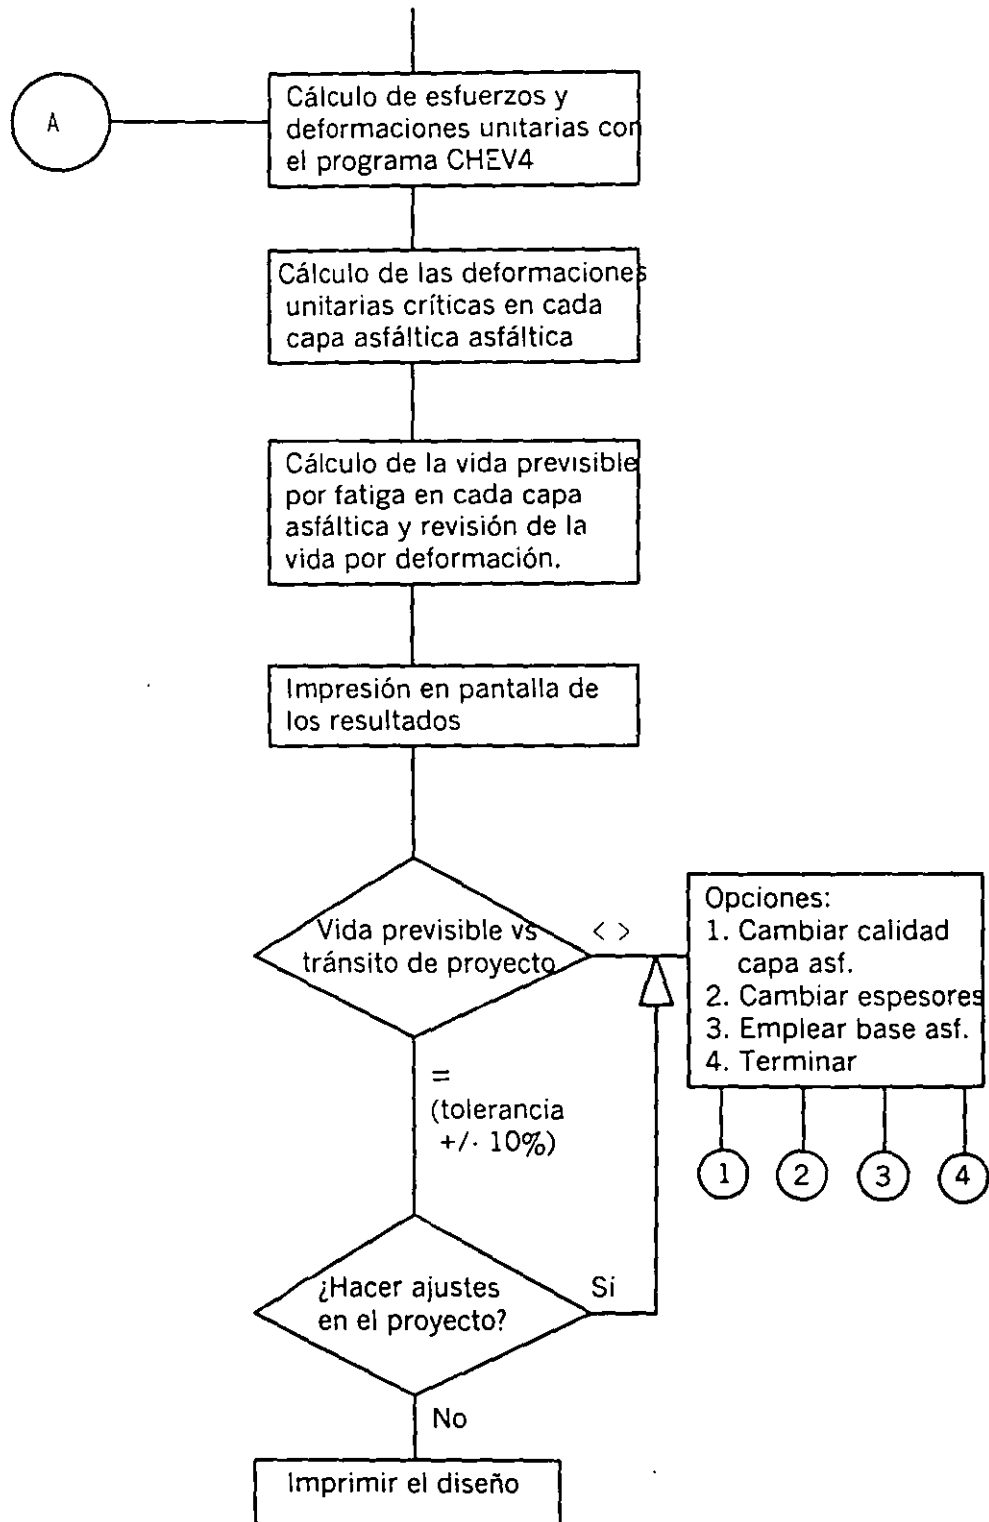 A
Cálculo de esfuerzos y
deformaciones unitarias con
el programa CHEV4
Cálculo de las deformaciones
unitarias críticas en cada
capa asfáltica asfáltica
Cálculo de la vida previsible
por fatiga en cada capa
asfáltica y revisión de la
vida por deformación.
Impresión en pantalla de
los resultados
Vida previsible vs
tránsito de proyecto
< >
Opciones:
1. Cambiar calidad
capa asf.
2. Cambiar espesores
3. Emplear base asf.
4. Terminar
1
2
3
4
=
(tolerancia
+/- 10%)
¿Hacer ajustes
en el proyecto?
Sí
No
Imprimir el diseño